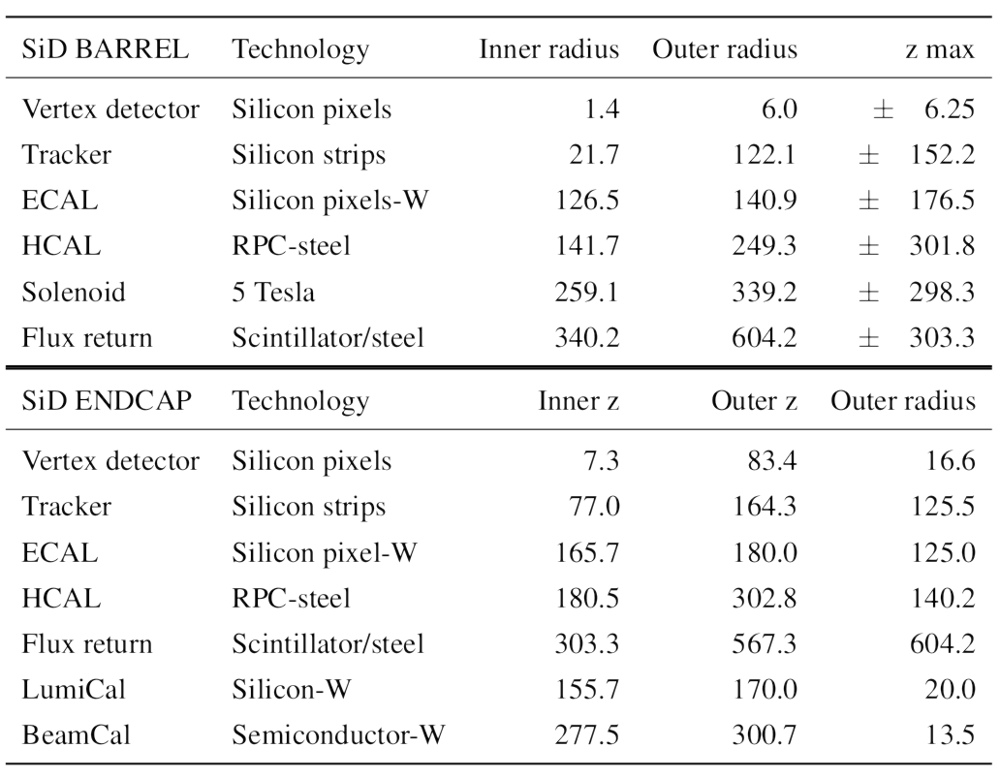 SiD BARREL Technology Inner radius Outer radius z max
Vertex detector Silicon pixels 1.4 6.0 ± 6.25
Tracker Silicon strips 21.7 122.1 ± 152.2
ECAL Silicon pixels-W 126.5 140.9 ± 176.5
HCAL RPC-steel 141.7 249.3 ± 301.8
Solenoid 5 Tesla 259.1 339.2 ± 298.3
Flux return Scintillator/steel 340.2 604.2 ± 303.3
SiD ENDCAP Technology Inner z Outer z Outer radius
Vertex detector Silicon pixels 7.3 83.4 16.6
Tracker Silicon strips 77.0 164.3 125.5
ECAL Silicon pixel-W 165.7 180.0 125.0
HCAL RPC-steel 180.5 302.8 140.2
Flux return Scintillator/steel 303.3 567.3 604.2
LumiCal Silicon-W 155.7 170.0 20.0
BeamCal Semiconductor-W 277.5 300.7 13.5